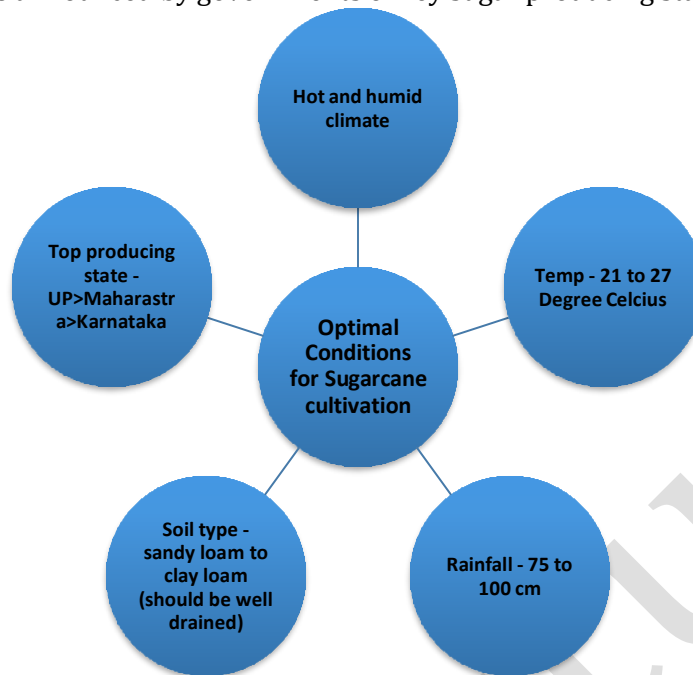 Hot and humid
climate
Temp - 21 to 27
Degree Celcius
Rainfall - 75 to
100 cm
Soil type -
sandy loam to
clay loam
(should be well
drained)
Top producing
state -
UP>Maharastr
a>Karnataka
Optimal
Conditions
for Sugarcane
cultivation